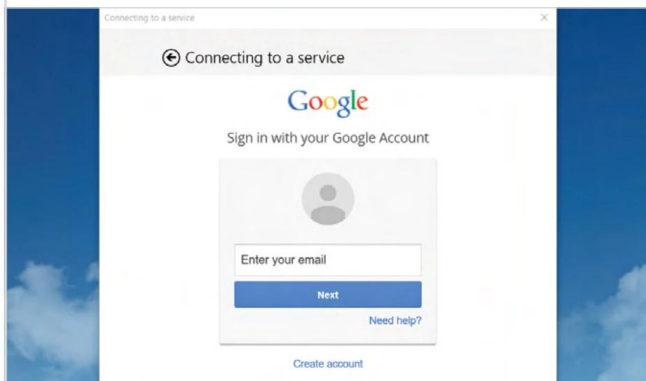 Connecting to a service
Connecting to a service
Google
Sign in with your Google Account
Enter your email
Next
Need help?
Create account